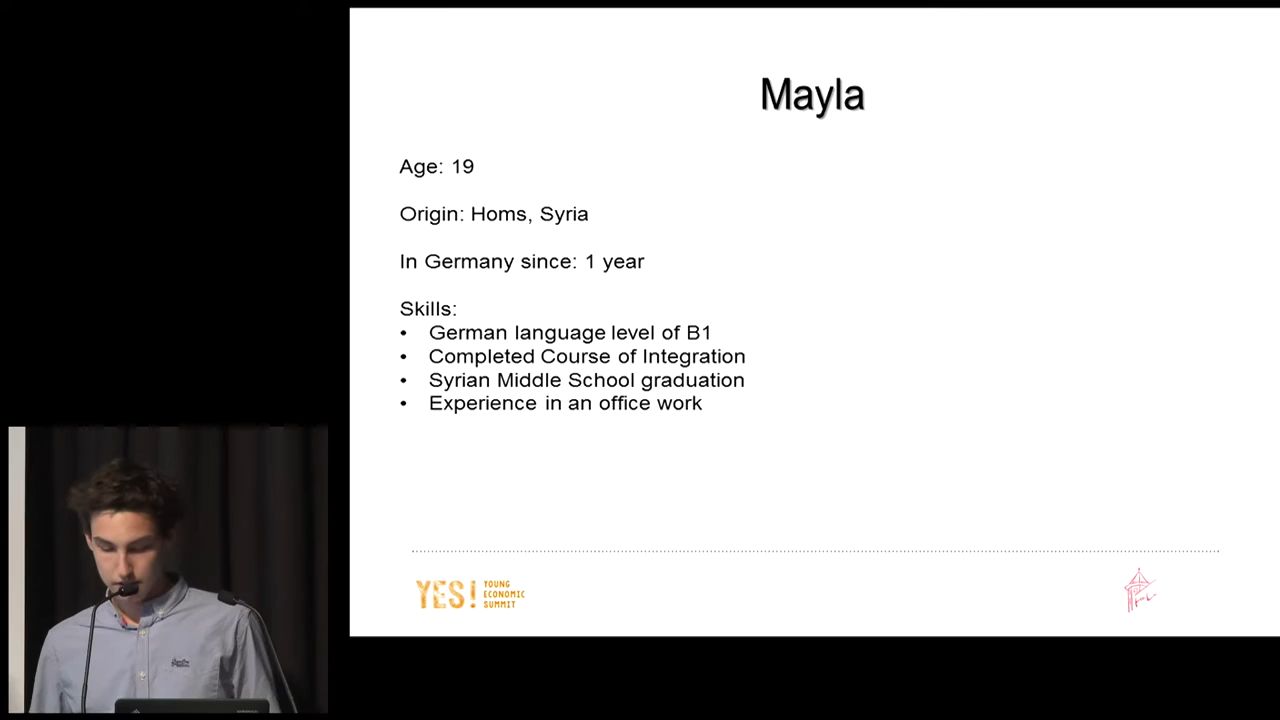 Mayla
Age: 19
Origin: Homs, Syria
In Germany since: 1 year
Skills:
• German language level of B1
• Completed Course of Integration
• Syrian Middle School graduation
• Experience in an office work
YES! YOUNG
ECONOMIC
SUMMIT